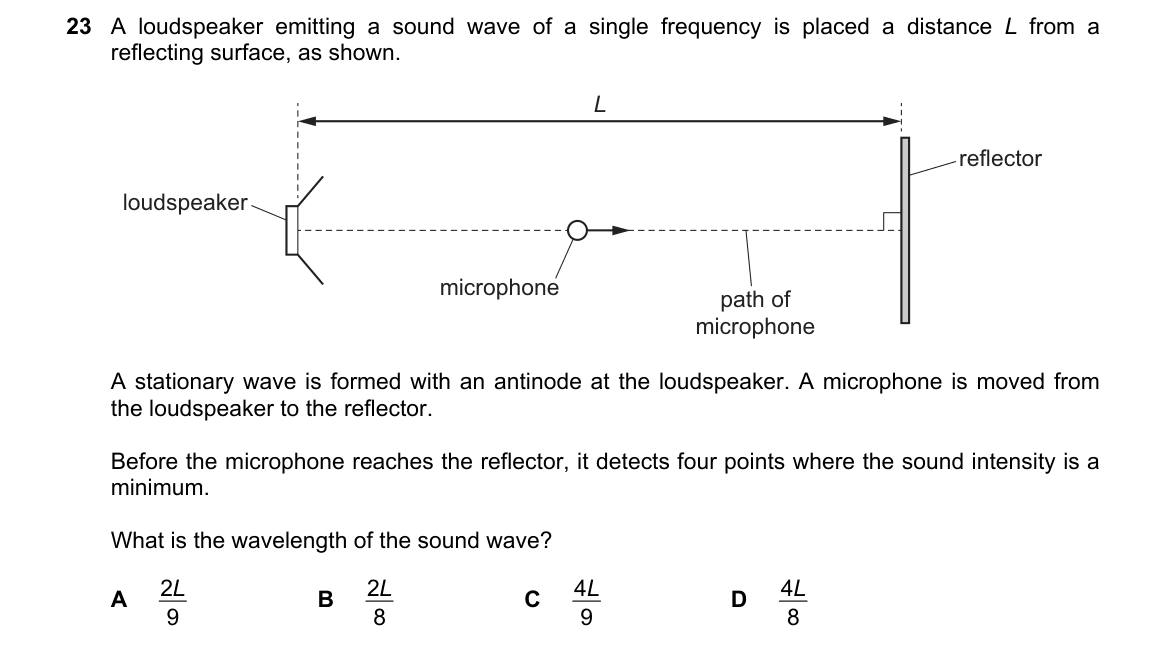 23 A loudspeaker emitting a sound wave of a single frequency is placed a distance L from a
reflecting surface, as shown.
L
reflector
loudspeaker
microphone
path of
microphone
A stationary wave is formed with an antinode at the loudspeaker. A microphone is moved from
the loudspeaker to the reflector.
Before the microphone reaches the reflector, it detects four points where the sound intensity is a
minimum.
What is the wavelength of the sound wave?
A 2L/9 B 2L/8 C 4L/9 D 4L/8